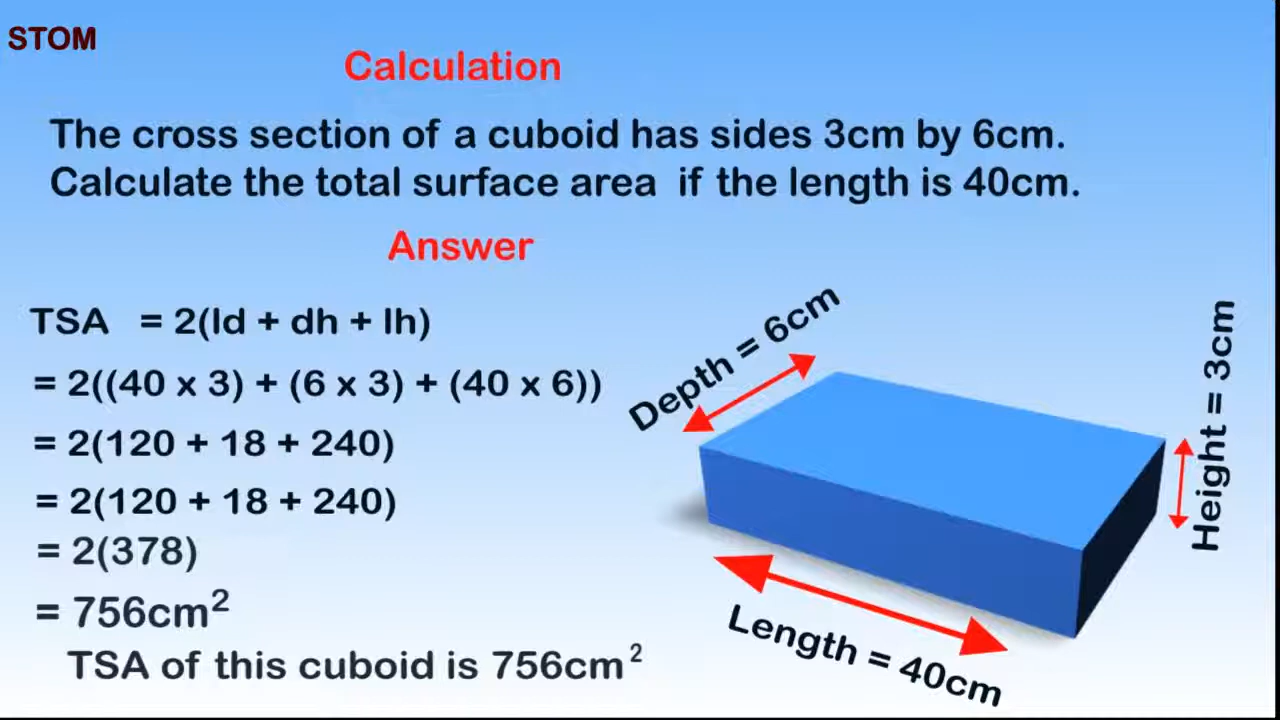 STOM
Calculation
The cross section of a cuboid has sides 3cm by 6cm.
Calculate the total surface area if the length is 40cm.
Answer
TSA = 2(ld + dh + lh)
= 2((40 x 3) + (6 x 3) + (40 x 6))
= 2(120 + 18 + 240)
= 2(120 + 18 + 240)
= 2(378)
= 756cm²
TSA of this cuboid is 756cm²
Depth = 6cm
Height = 3cm
Length = 40cm